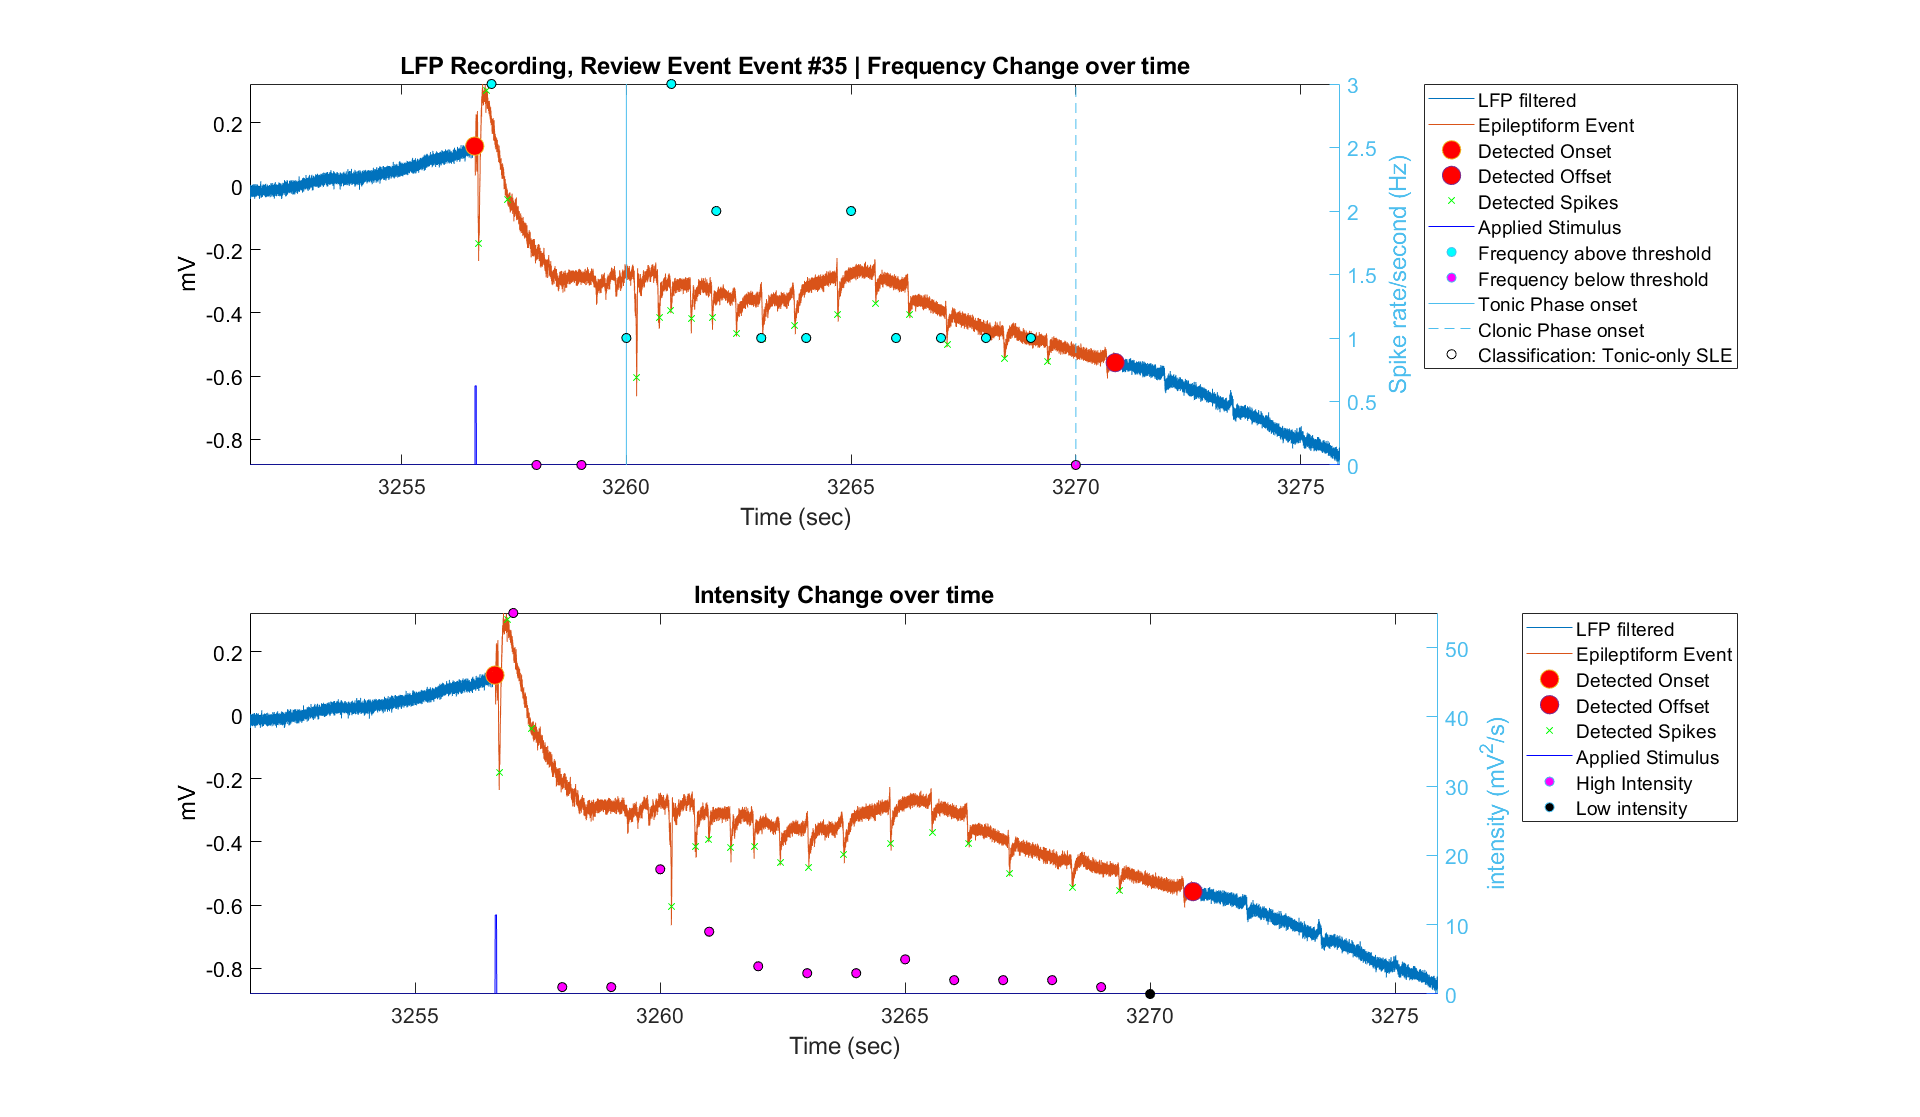 LFP Recording, Review Event Event #35 | Frequency Change over time
0.2
0
-0.2
-0.4
-0.6
-0.8
mV
3
2.5
2
1.5
1
0.5
0
Spike rate/second (Hz)
3255 3260 3265 3270 3275
Time (sec)
LFP filtered
Epileptiform Event
Detected Onset
Detected Offset
Detected Spikes
Applied Stimulus
Frequency above threshold
Frequency below threshold
Tonic Phase onset
Clonic Phase onset
Classification: Tonic-only SLE
Intensity Change over time
0.2
0
-0.2
-0.4
-0.6
-0.8
mV
50
40
30
20
10
0
intensity (mV²/s)
3255 3260 3265 3270 3275
Time (sec)
LFP filtered
Epileptiform Event
Detected Onset
Detected Offset
Detected Spikes
Applied Stimulus
High Intensity
Low intensity